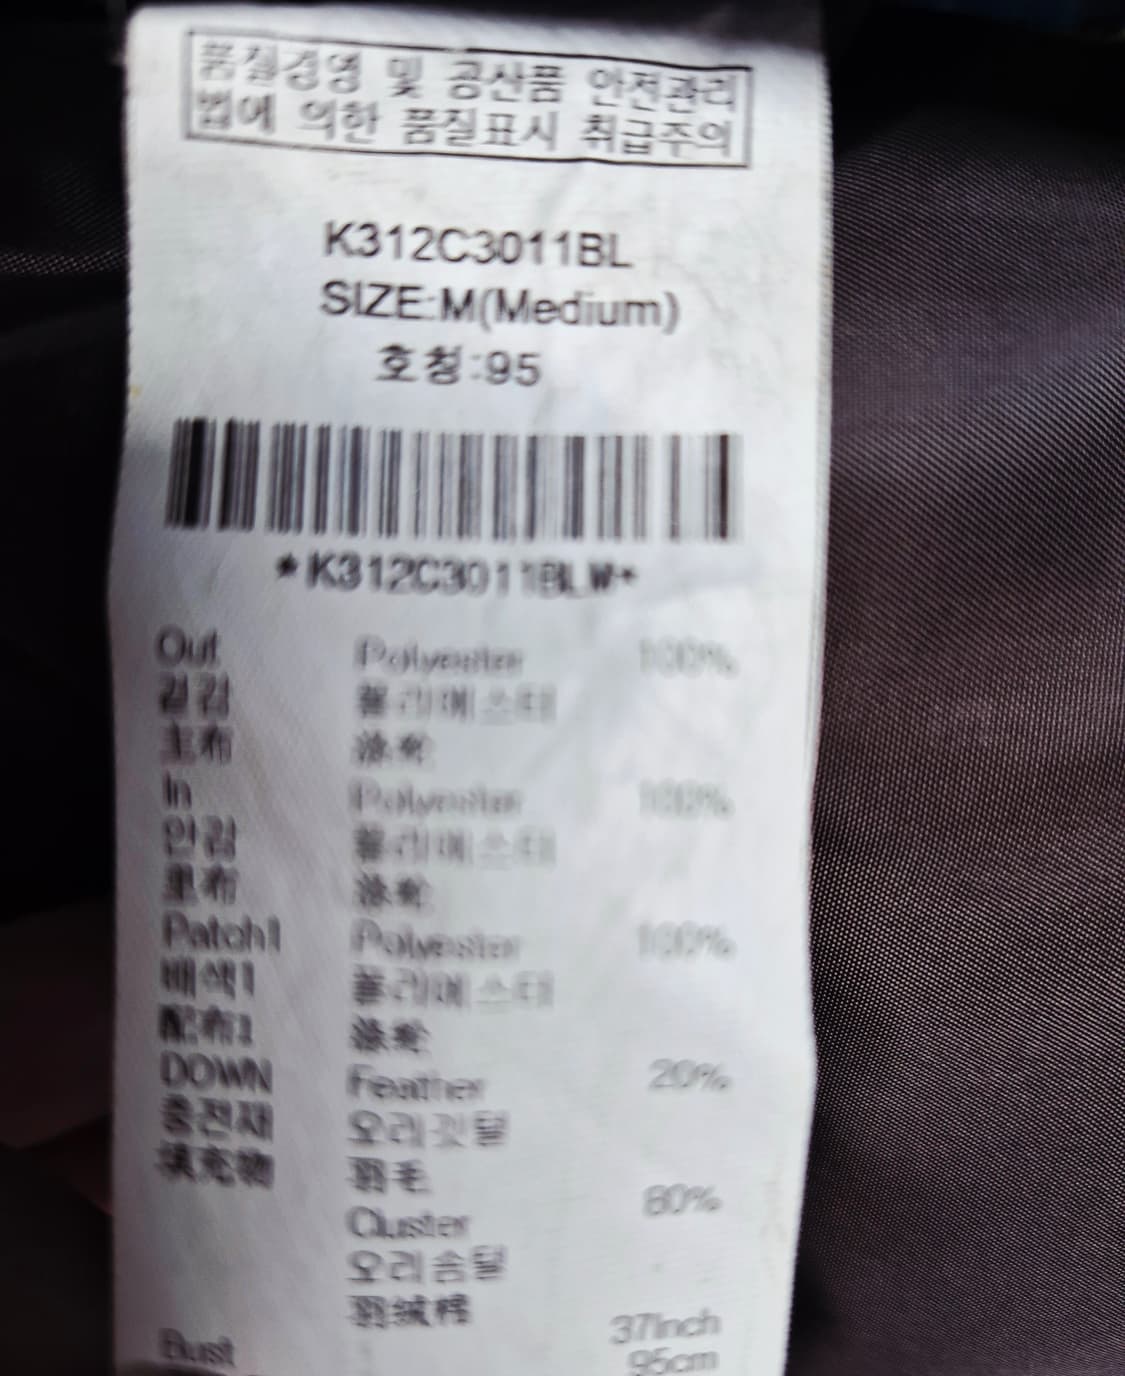 품질경영 및 공산품 안전관리
법에 의한 품질표시 취급주의
K312C3011BL
SIZE:M(Medium)
호칭:95
*K312C3011BLM*
Out Polyester 100%
겉감 폴리에스터
主布 涤纶
In Polyester 100%
안감 폴리에스터
里布 涤纶
Patch1 Polyester 100%
배색1 폴리에스터
配布1 涤纶
DOWN Feather 20%
충전재 오리깃털
填充物 羽毛
Cluster 80%
오리솜털
羽绒棉
Bust 37Inch
95cm